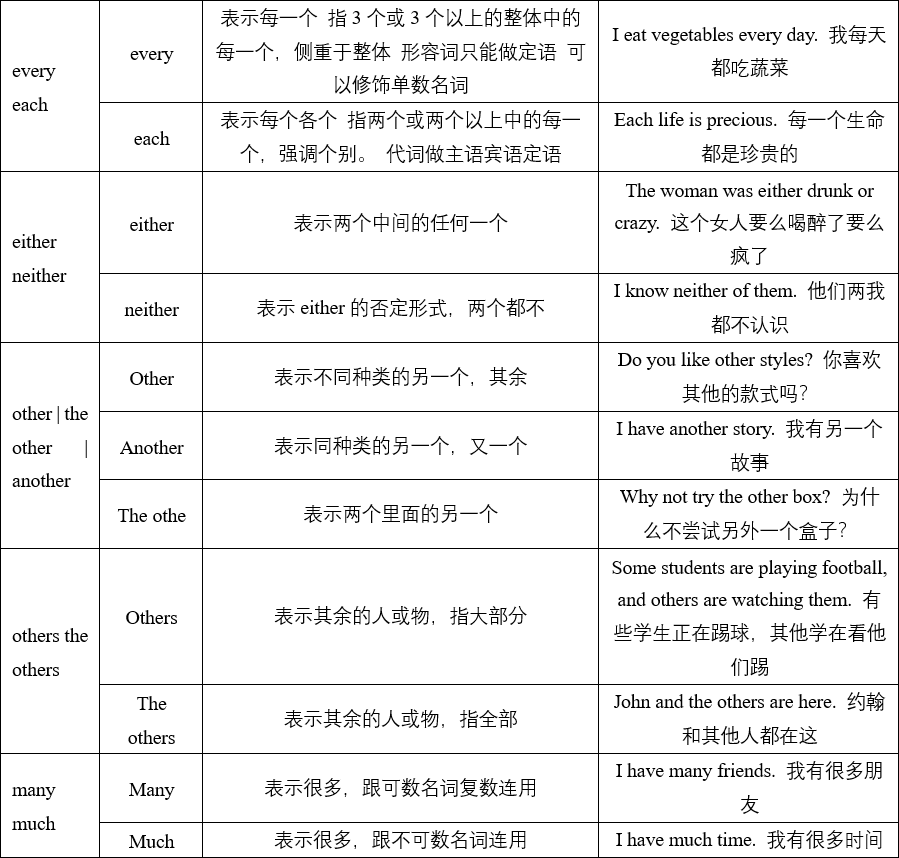 every
each
every
表示每一个 指 3 个或 3 个以上的整体中的
每一个，侧重于整体 形容词只能做定语 可
以修饰单数名词
I eat vegetables every day. 我每天
都吃蔬菜
each
表示每个各个 指两个或两个以上中的每一
个，强调个别。 代词做主语宾语定语
Each life is precious. 每一个生命
都是珍贵的
either
neither
either
表示两个中间的任何一个
The woman was either drunk or
crazy. 这个女人要么喝醉了要么
疯了
neither
表示 either 的否定形式，两个都不
I know neither of them. 他们两我
都不认识
other | the
other |
another
Other
表示不同种类的另一个，其余
Do you like other styles? 你喜欢
其他的款式吗?
Another
表示同种类的另一个，又一个
I have another story. 我有另一个
故事
The othe
表示两个里面的另一个
Why not try the other box? 为什
么不尝试另外一个盒子?
others the
others
Others
表示其余的人或物，指大部分
Some students are playing football,
and others are watching them. 有
些学生正在踢球，其他学在看他
们踢
The
others
表示其余的人或物，指全部
John and the others are here. 约翰
和其他人都在这
many
much
Many
表示很多，跟可数名词复数连用
I have many friends. 我有很多朋
友
Much
表示很多，跟不可数名词连用
I have much time. 我有很多时间